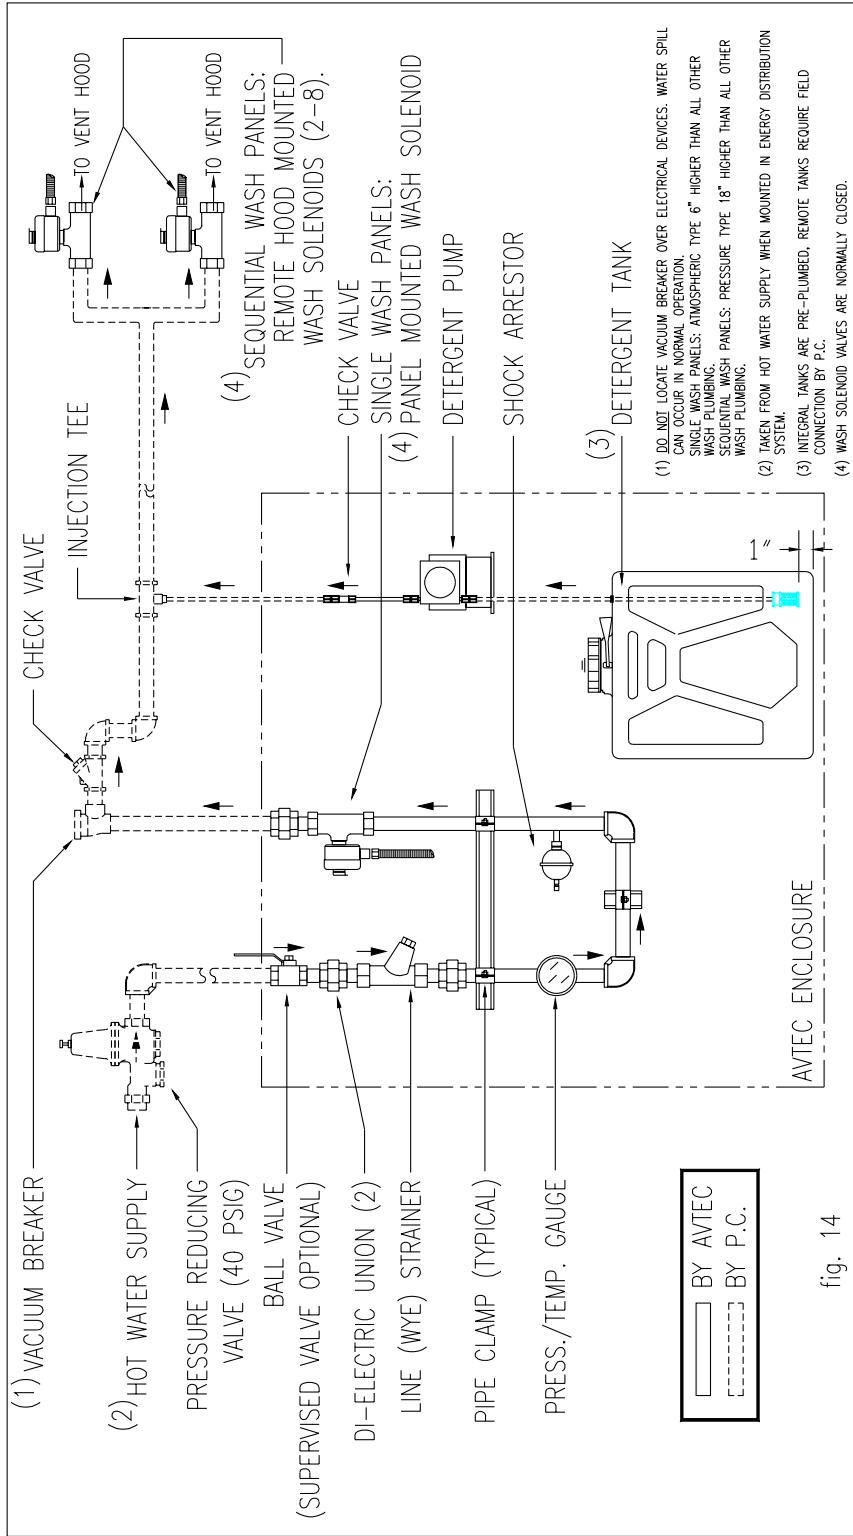 (1) VACUUM BREAKER
(2) HOT WATER SUPPLY
PRESSURE REDUCING
VALVE (40 PSIG)
BALL VALVE
(SUPERVISED VALVE OPTIONAL)
DI-ELECTRIC UNION (2)
LINE (WYE) STRAINER
PIPE CLAMP (TYPICAL)
PRESS./TEMP. GAUGE
BY AVTEC
BY P.C.
fig. 14
AVTEC ENCLOSURE
CHECK VALVE
INJECTION TEE
TO VENT HOOD
TO VENT HOOD
(4) SEQUENTIAL WASH PANELS:
REMOTE HOOD MOUNTED
WASH SOLENOIDS (2-8).
CHECK VALVE
SINGLE WASH PANELS:
(4) PANEL MOUNTED WASH SOLENOID
DETERGENT PUMP
SHOCK ARRESTOR
(3) DETERGENT TANK
1"
(1) DO NOT LOCATE VACUUM BREAKER OVER ELECTRICAL DEVICES. WATER SPILL
CAN OCCUR IN NORMAL OPERATION.
SINGLE WASH PANELS: ATMOSPHERIC TYPE 6" HIGHER THAN ALL OTHER
WASH PLUMBING.
SEQUENTIAL WASH PANELS: PRESSURE TYPE 18" HIGHER THAN ALL OTHER
WASH PLUMBING.
(2) TAKEN FROM HOT WATER SUPPLY WHEN MOUNTED IN ENERGY DISTRIBUTION
SYSTEM.
(3) INTEGRAL TANKS ARE PRE-PLUMBED, REMOTE TANKS REQUIRE FIELD
CONNECTION BY P.C.
(4) WASH SOLENOID VALVES ARE NORMALLY CLOSED.